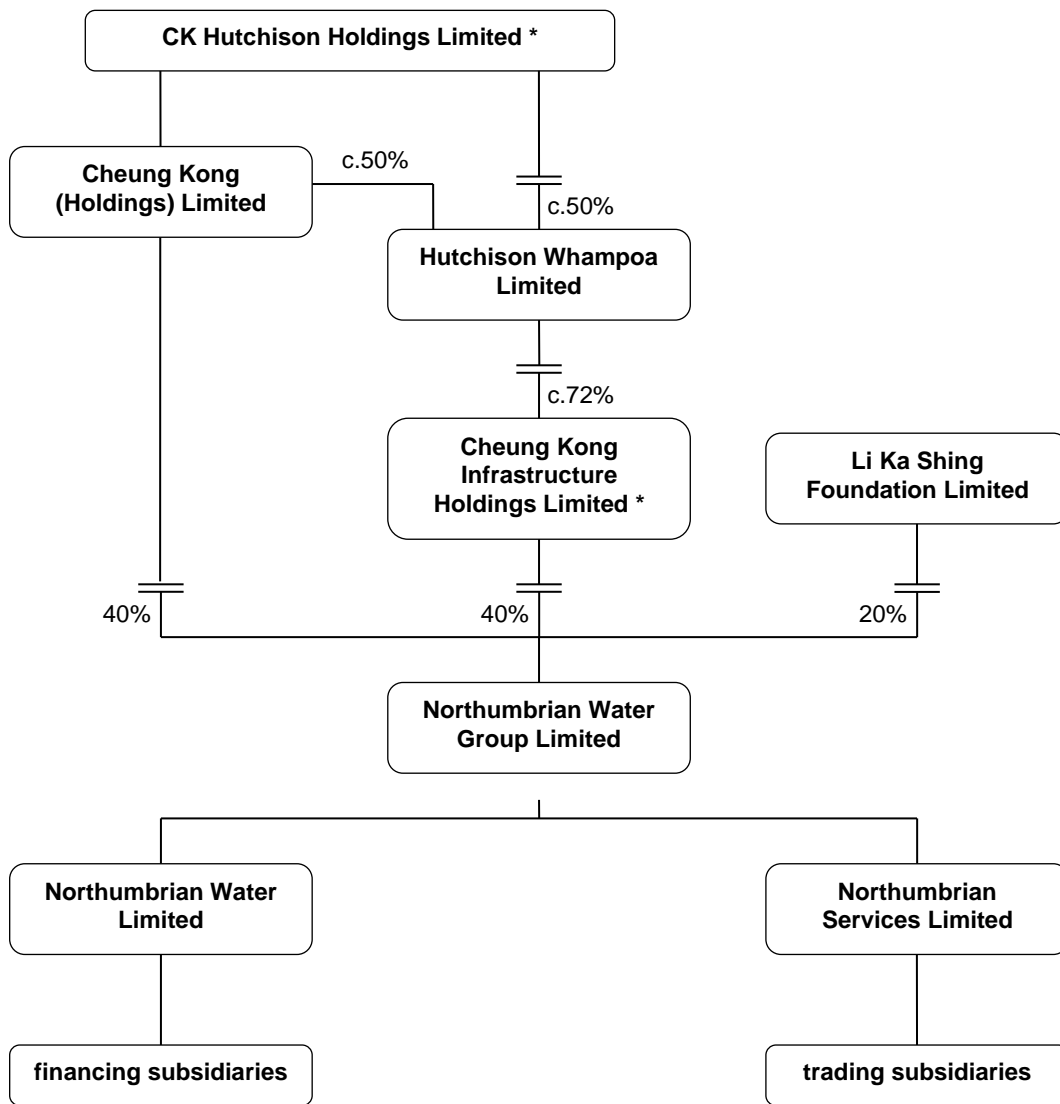 CK Hutchison Holdings Limited *
Cheung Kong
(Holdings) Limited
c.50%
c.50%
Hutchison Whampoa
Limited
c.72%
Cheung Kong
Infrastructure
Holdings Limited *
Li Ka Shing
Foundation Limited
40%
40%
20%
Northumbrian Water
Group Limited
Northumbrian Water
Limited
Northumbrian
Services Limited
financing subsidiaries
trading subsidiaries